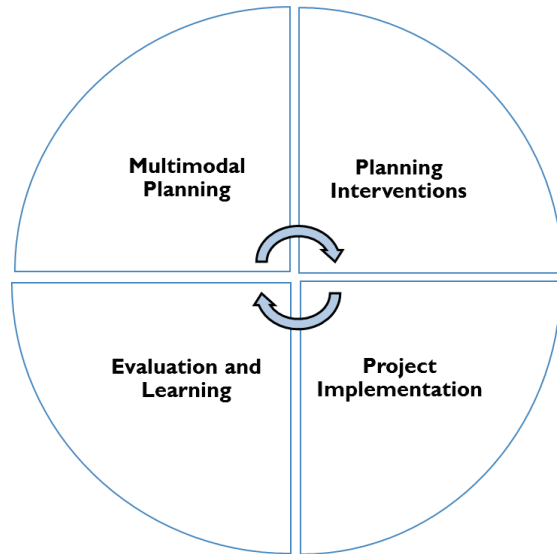 Multimodal
Planning
Planning
Interventions
Evaluation and
Learning
Project
Implementation